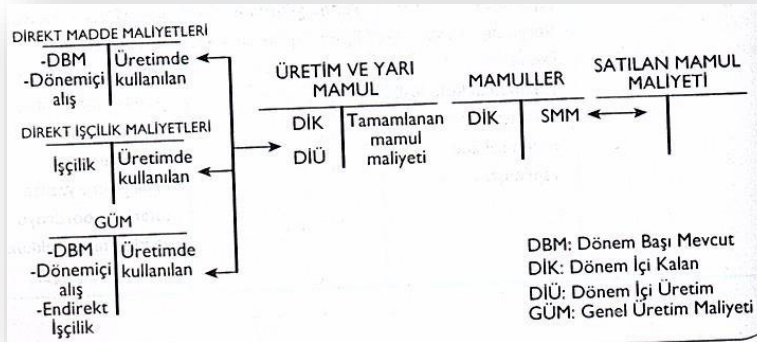 DİREKT MADDE MALİYETLERİ
-DBM
-Dönemiçi
alış
Üretimde
kullanılan
DİREKT İŞÇİLİK MALİYETLERİ
İşçilik
Üretimde
kullanılan
GÜM
-DBM
-Dönemiçi
alış
-Endirekt
İşçilik
Üretimde
kullanılan
ÜRETİM VE YARI
MAMUL
DİK
DİÜ
Tamamlanan
mamul
maliyeti
MAMULLER
DİK
SMM
SATILAN MAMUL
MALİYETİ
DBM: Dönem Başı Mevcut
DİK: Dönem İçi Kalan
DİÜ: Dönem İçi Üretim
GÜM: Genel Üretim Maliyeti